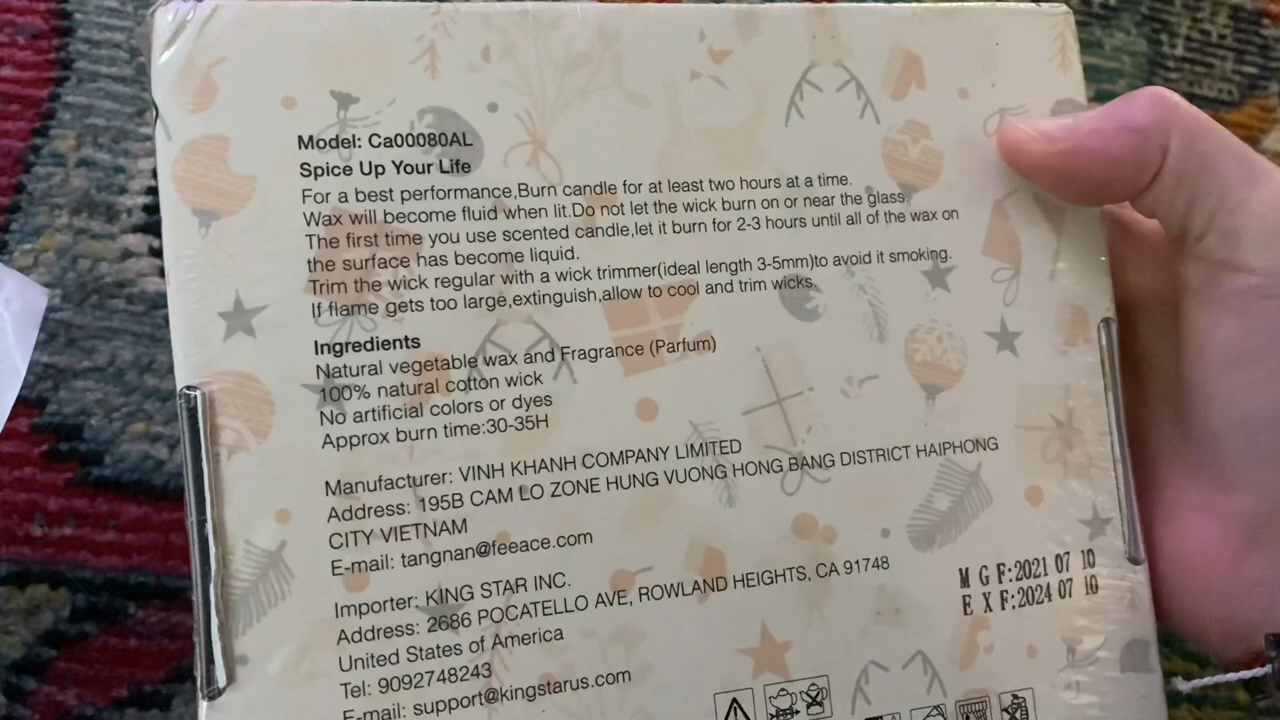 Model: Ca00080AL
Spice Up Your Life
For a best performance,Burn candle for at least two hours at a time.
Wax will become fluid when lit.Do not let the wick burn on or near the glass.
The first time you use scented candle,let it burn for 2-3 hours until all of the wax on
the surface has become liquid.
Trim the wick regular with a wick trimmer(ideal length 3-5mm)to avoid it smoking.
If flame gets too large,extinguish,allow to cool and trim wicks.
Ingredients
Natural vegetable wax and Fragrance (Parfum)
100% natural cotton wick
No artificial colors or dyes
Approx burn time:30-35H
Manufacturer: VINH KHANH COMPANY LIMITED
Address: 195B CAM LO ZONE HUNG VUONG HONG BANG DISTRICT HAIPHONG
CITY VIETNAM
E-mail: tangnan@feeace.com
Importer: KING STAR INC.
Address: 2686 POCATELLO AVE, ROWLAND HEIGHTS, CA 91748
United States of America
Tel: 9092748243
E-mail: support@kingstarus.com
M G F:2021 07 10
E X F:2024 07 10